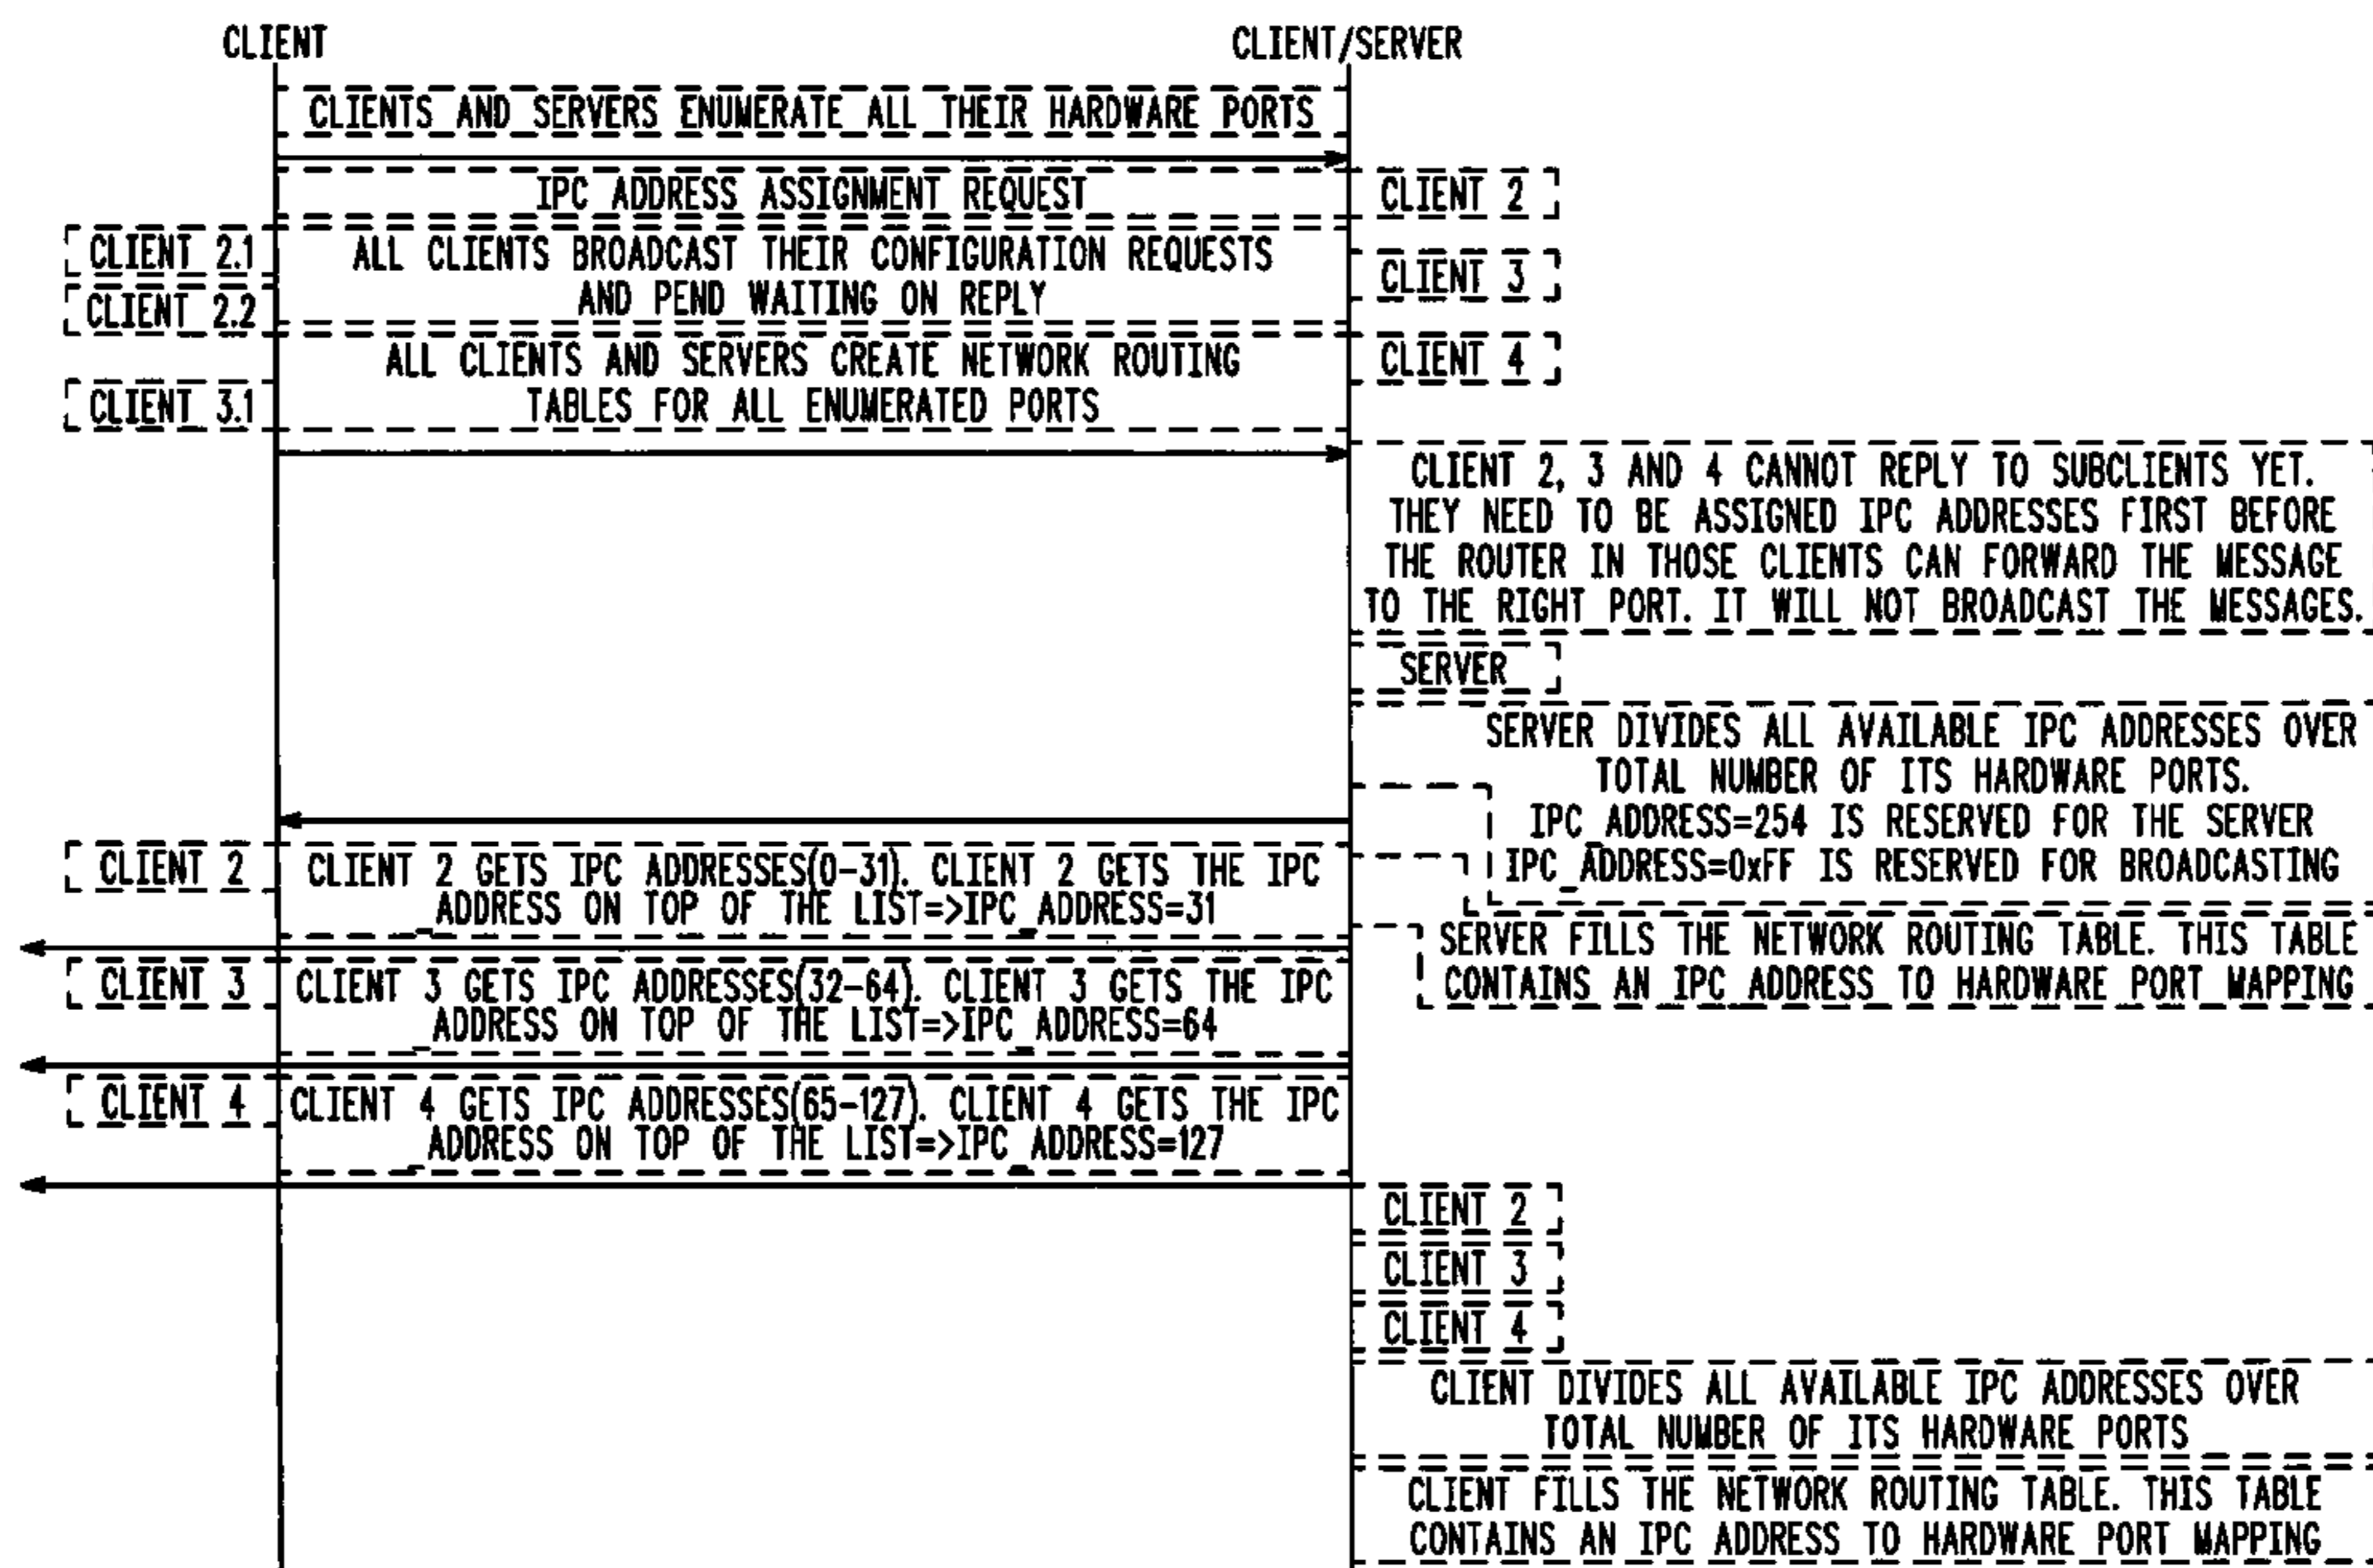 CLIENT
CLIENT/SERVER
CLIENTS AND SERVERS ENUMERATE ALL THEIR HARDWARE PORTS
IPC ADDRESS ASSIGNMENT REQUEST
CLIENT 2
CLIENT 2.1
ALL CLIENTS BROADCAST THEIR CONFIGURATION REQUESTS
AND PEND WAITING ON REPLY
CLIENT 3
CLIENT 2.2
ALL CLIENTS AND SERVERS CREATE NETWORK ROUTING
TABLES FOR ALL ENUMERATED PORTS
CLIENT 4
CLIENT 3.1
CLIENT 2, 3 AND 4 CANNOT REPLY TO SUBCLIENTS YET.
THEY NEED TO BE ASSIGNED IPC ADDRESSES FIRST BEFORE
THE ROUTER IN THOSE CLIENTS CAN FORWARD THE MESSAGE
TO THE RIGHT PORT. IT WILL NOT BROADCAST THE MESSAGES.
SERVER
SERVER DIVIDES ALL AVAILABLE IPC ADDRESSES OVER
TOTAL NUMBER OF ITS HARDWARE PORTS.
IPC_ADDRESS=254 IS RESERVED FOR THE SERVER
IPC_ADDRESS=0xFF IS RESERVED FOR BROADCASTING
CLIENT 2
CLIENT 2 GETS IPC ADDRESSES(0-31). CLIENT 2 GETS THE IPC
_ADDRESS ON TOP OF THE LIST=>IPC_ADDRESS=31
SERVER FILLS THE NETWORK ROUTING TABLE. THIS TABLE
CONTAINS AN IPC ADDRESS TO HARDWARE PORT MAPPING
CLIENT 3
CLIENT 3 GETS IPC ADDRESSES(32-64). CLIENT 3 GETS THE IPC
_ADDRESS ON TOP OF THE LIST=>IPC_ADDRESS=64
CLIENT 4
CLIENT 4 GETS IPC ADDRESSES(65-127). CLIENT 4 GETS THE IPC
_ADDRESS ON TOP OF THE LIST=>IPC_ADDRESS=127
CLIENT 2
CLIENT 3
CLIENT 4
CLIENT DIVIDES ALL AVAILABLE IPC ADDRESSES OVER
TOTAL NUMBER OF ITS HARDWARE PORTS
CLIENT FILLS THE NETWORK ROUTING TABLE. THIS TABLE
CONTAINS AN IPC ADDRESS TO HARDWARE PORT MAPPING